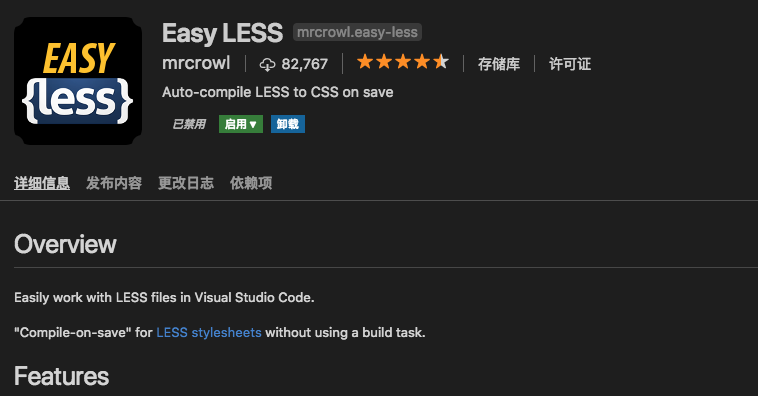 EASY
{less}
Easy LESS mrcrowl.easy-less
mrcrowl 82,767 存储库 许可证
Auto-compile LESS to CSS on save
已禁用 启用▼ 卸载
详细信息 发布内容 更改日志 依赖项
Overview
Easily work with LESS files in Visual Studio Code.
"Compile-on-save" for LESS stylesheets without using a build task.
Features